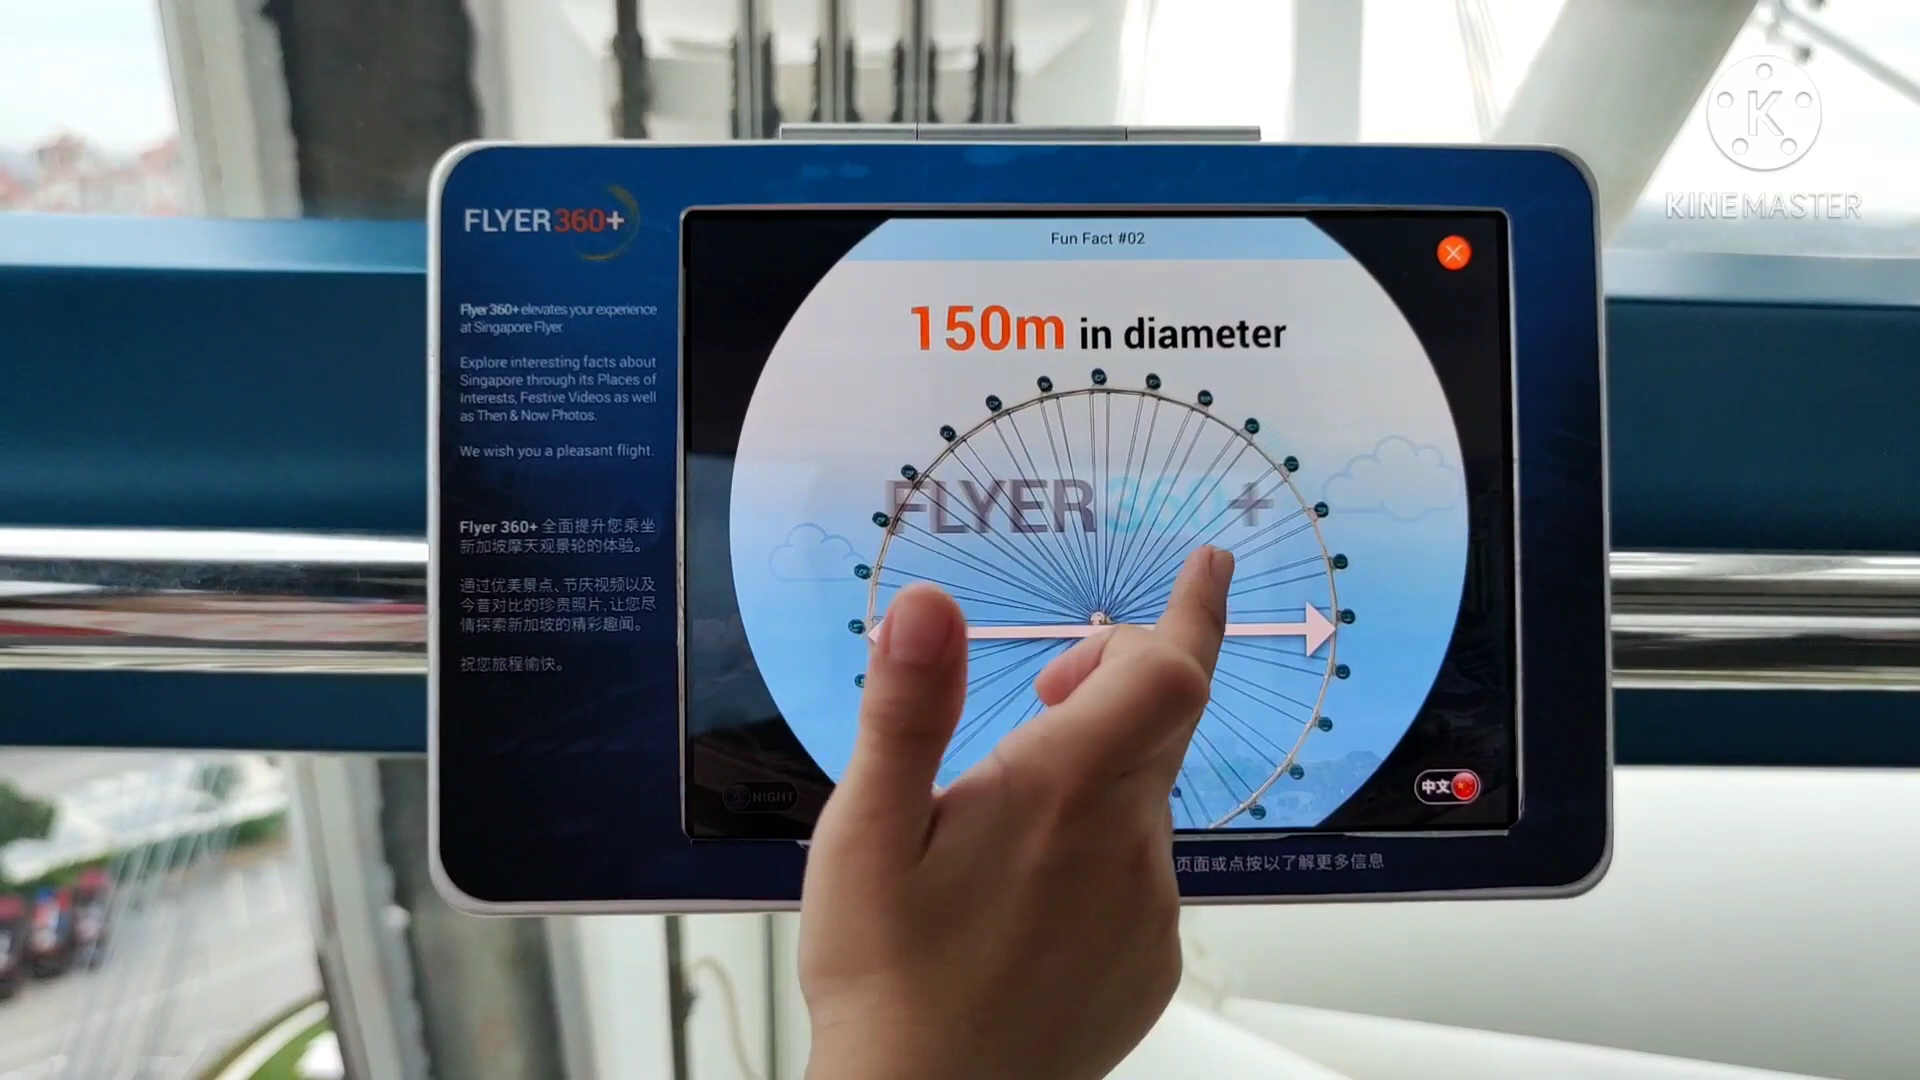 FLYER 360+
Flyer 360+ elevates your experience
at Singapore Flyer.
Explore interesting facts about
Singapore through its Places of
Interests, Festive Videos as well
as Then & Now Photos.
We wish you a pleasant flight.
Flyer 360+ 全面提升您乘坐
新加坡摩天观景轮的体验。
通过优美景点、节庆视频以及
今昔对比的珍贵照片,让您尽
情探索新加坡的精彩趣闻。
祝您旅程愉快。
Fun Fact #02
150m in diameter
FLYER 360+
NIGHT
中文
页面或点按以了解更多信息
K
KINEMASTER